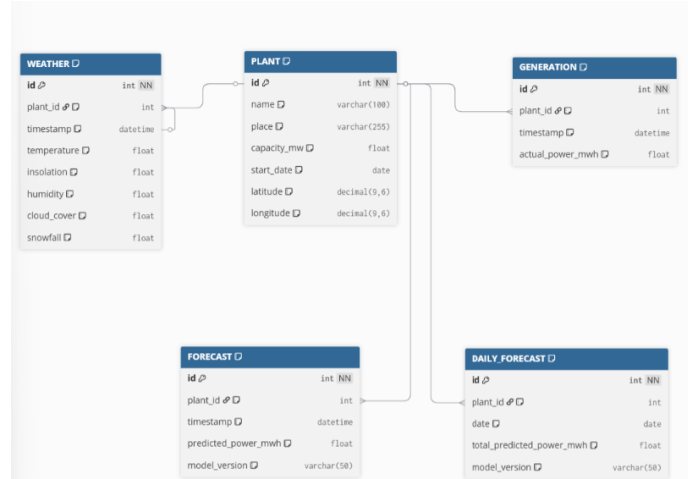 WEATHER
id int NN
plant_id int
timestamp datetime
temperature float
insolation float
humidity float
cloud_cover float
snowfall float
PLANT
id int NN
name varchar(100)
place varchar(255)
capacity_mw float
start_date date
latitude decimal(9,6)
longitude decimal(9,6)
GENERATION
id int NN
plant_id int
timestamp datetime
actual_power_mwh float
FORECAST
id int NN
plant_id int
timestamp datetime
predicted_power_mwh float
model_version varchar(50)
DAILY_FORECAST
id int NN
plant_id int
date date
total_predicted_power_mwh float
model_version varchar(50)